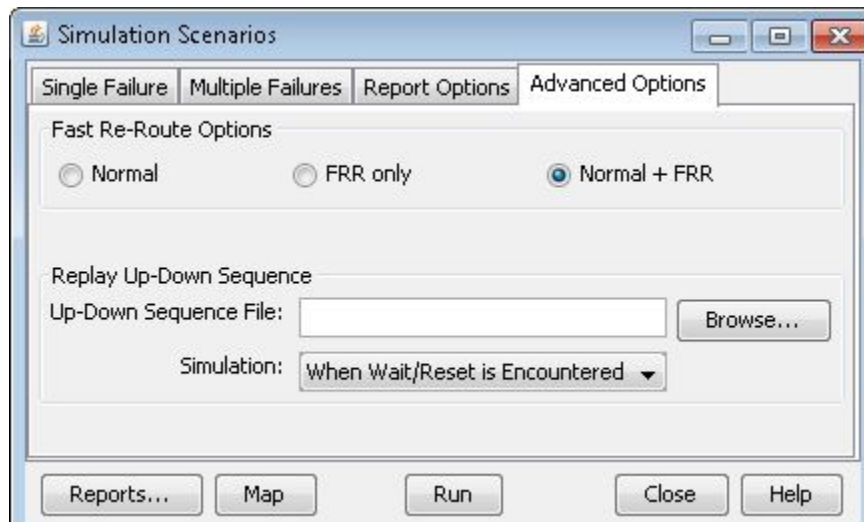 Simulation Scenarios
Single Failure Multiple Failures Report Options Advanced Options
Fast Re-Route Options
Normal FRR only Normal + FRR
Replay Up-Down Sequence
Up-Down Sequence File: Browse...
Simulation: When Wait/Reset is Encountered
Reports... Map Run Close Help